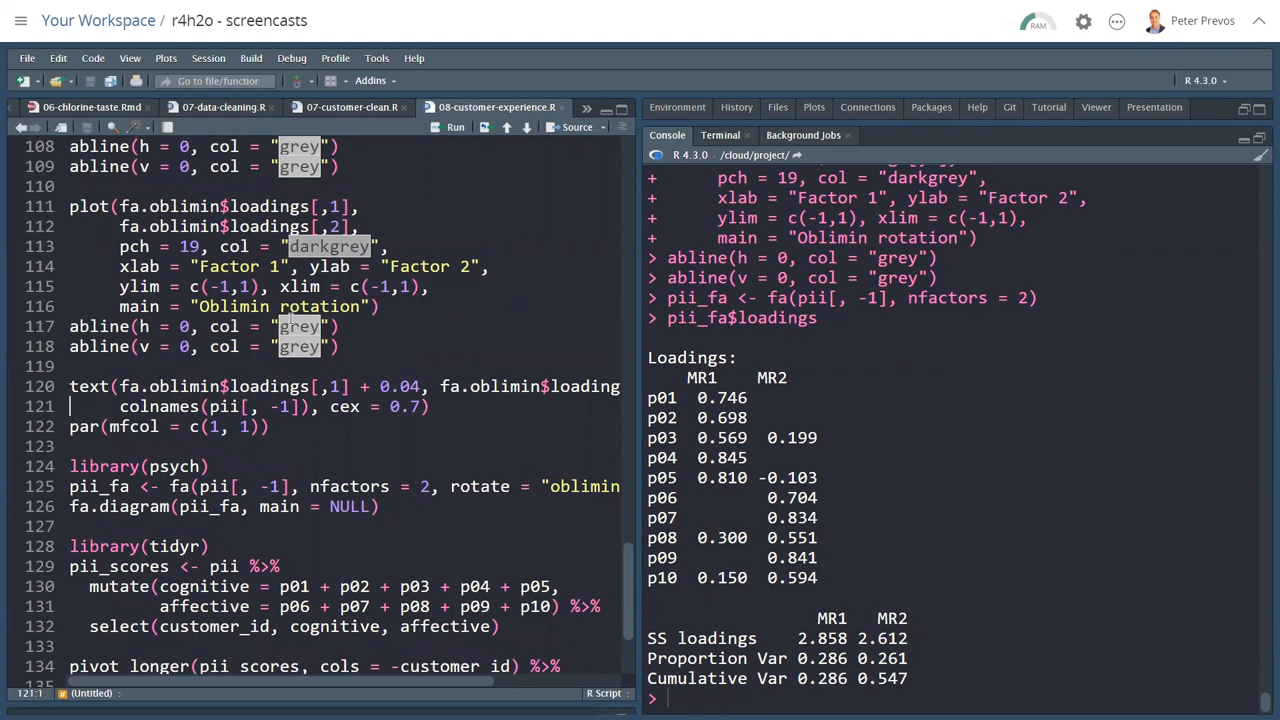 Your Workspace / r4h2o - screencasts
RAM
Peter Prevos
File Edit Code View Plots Session Build Debug Profile Tools Help
Go to file/function
Addins
R 4.3.0
06-chlorine-taste.Rmd
07-data-cleaning.R
07-customer-clean.R
08-customer-experience.R
Run
Source
108 abline(h = 0, col = "grey")
109 abline(v = 0, col = "grey")
110
111 plot(fa.oblimin$loadings[,1],
112 fa.oblimin$loadings[,2],
113 pch = 19, col = "darkgrey",
114 xlab = "Factor 1", ylab = "Factor 2",
115 ylim = c(-1,1), xlim = c(-1,1),
116 main = "Oblimin rotation")
117 abline(h = 0, col = "grey")
118 abline(v = 0, col = "grey")
119
120 text(fa.oblimin$loadings[,1] + 0.04, fa.oblimin$loading
121 colnames(pii[, -1]), cex = 0.7)
122 par(mfcol = c(1, 1))
123
124 library(psych)
125 pii_fa <- fa(pii[, -1], nfactors = 2, rotate = "oblimin
126 fa.diagram(pii_fa, main = NULL)
127
128 library(tidyr)
129 pii_scores <- pii %>%
130 mutate(cognitive = p01 + p02 + p03 + p04 + p05,
131 affective = p06 + p07 + p08 + p09 + p10) %>%
132 select(customer_id, cognitive, affective)
133
134 pivot_longer(pii_scores, cols = -customer_id) %>%
135
121:1
(Untitled)
R Script
Environment History Files Plots Connections Packages Help Git Tutorial Viewer Presentation
Console Terminal Background Jobs
R 4.3.0 · /cloud/project/
+ pch = 19, col = "darkgrey",
+ xlab = "Factor 1", ylab = "Factor 2",
+ ylim = c(-1,1), xlim = c(-1,1),
+ main = "Oblimin rotation")
> abline(h = 0, col = "grey")
> abline(v = 0, col = "grey")
> pii_fa <- fa(pii[, -1], nfactors = 2)
> pii_fa$loadings
Loadings:
MR1 MR2
p01 0.746
p02 0.698
p03 0.569 0.199
p04 0.845
p05 0.810 -0.103
p06 0.704
p07 0.834
p08 0.300 0.551
p09 0.841
p10 0.150 0.594
MR1 MR2
SS loadings 2.858 2.612
Proportion Var 0.286 0.261
Cumulative Var 0.286 0.547
>